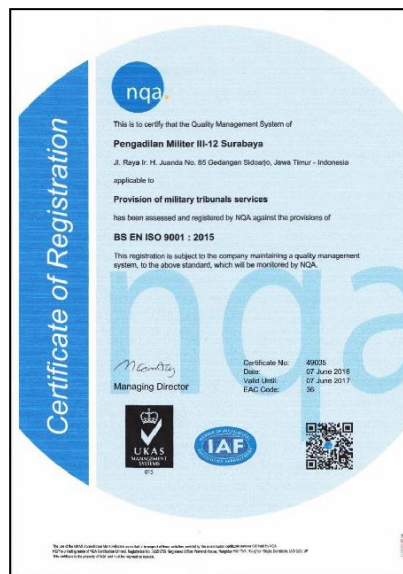 Certificate of Registration
nqa.
This is to certify that the Quality Management System of
Pengadilan Militer III-12 Surabaya
Jl. Raya Ir. H. Juanda No. 85 Gedangan Sidoarjo, Jawa Timur - Indonesia
applicable to
Provision of military tribunals services
has been assessed and registered by NQA against the provisions of
BS EN ISO 9001 : 2015
This registration is subject to the company maintaining a quality management
system, to the above standard, which will be monitored by NQA.
nqa
Managing Director
Certificate No: 49035
Date: 07 June 2016
Valid Until: 07 June 2017
EAC Code: 36
UKAS
MANAGEMENT
SYSTEMS
015
IAF